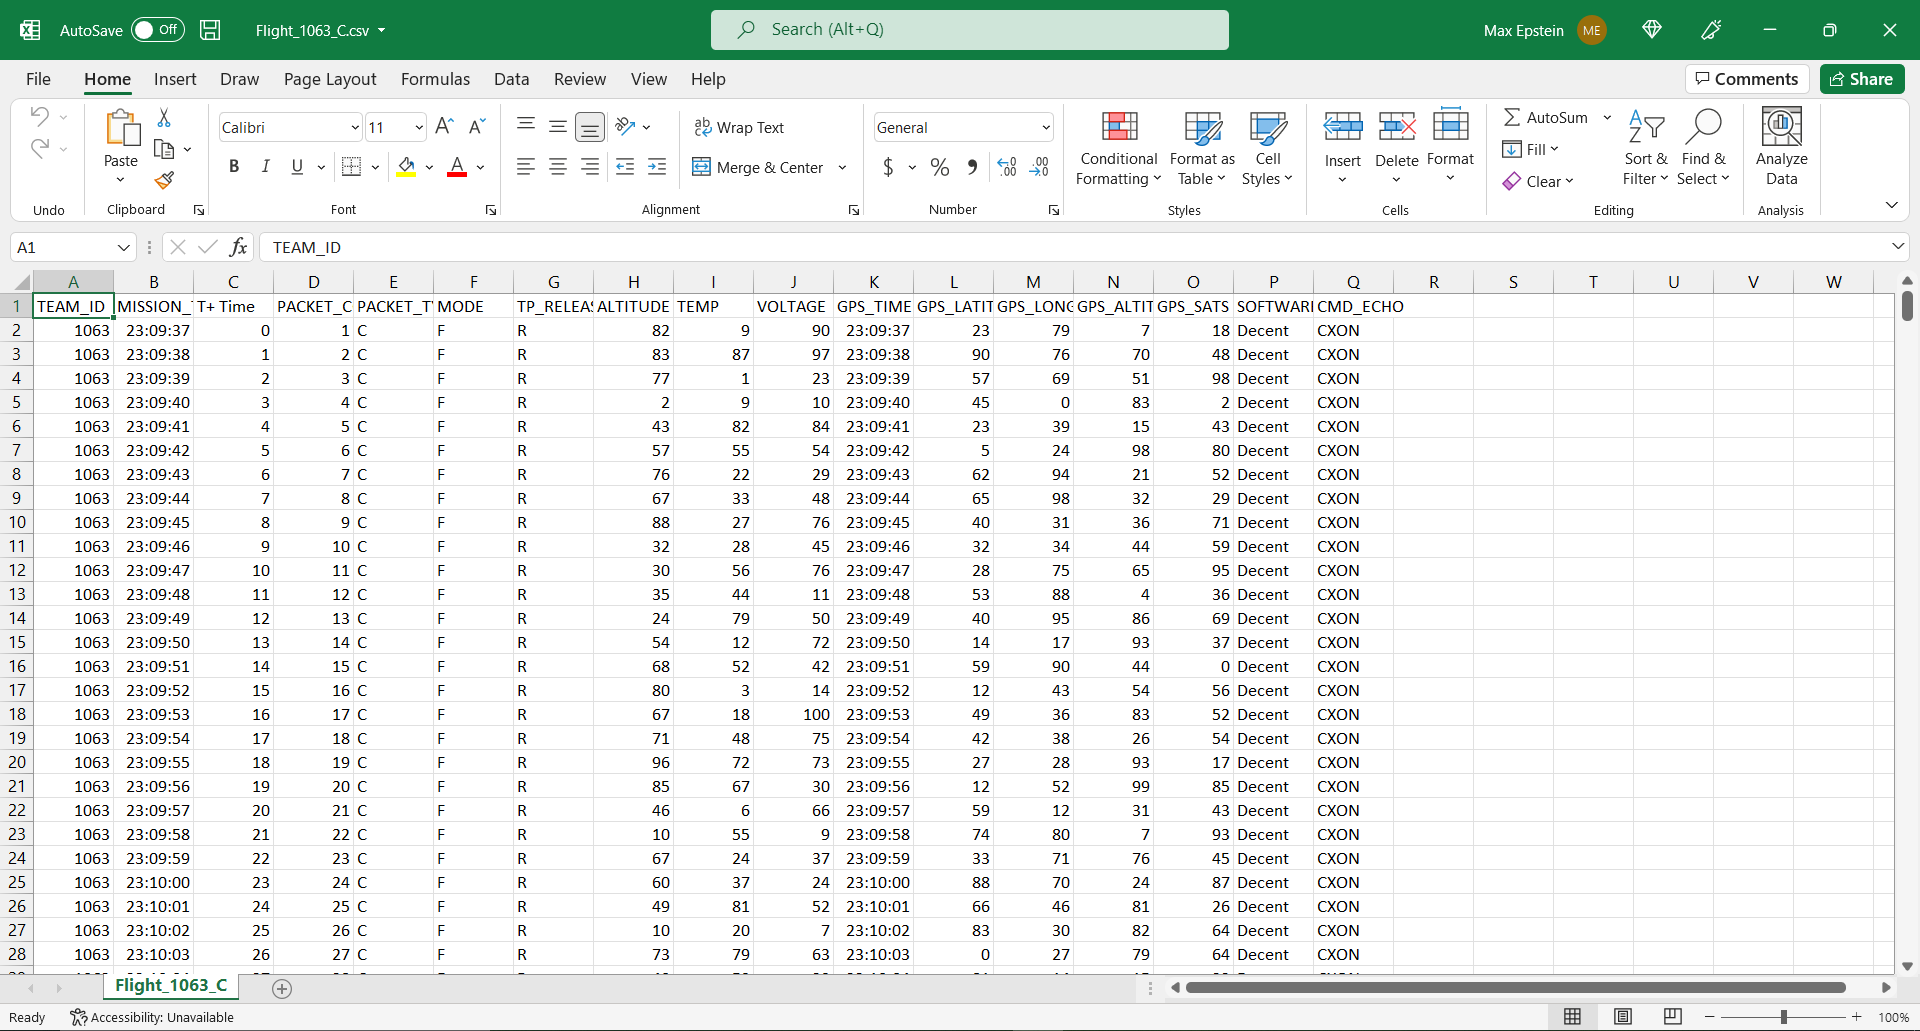 AutoSave Off Flight_1063_C.csv Search (Alt+Q) Max Epstein ME
File Home Insert Draw Page Layout Formulas Data Review View Help Comments Share
Undo
Paste
Clipboard
Calibri 11
B I U A
Font
Wrap Text
Merge & Center
Alignment
General
$ %
Number
Conditional Formatting
Format as Table
Cell Styles
Styles
Insert Delete Format
Cells
AutoSum
Fill
Clear
Sort & Filter
Find & Select
Editing
Analyze Data
Analysis
A1 fx TEAM_ID
A B C D E F G H I J K L M N O P Q R S T U V W
1 TEAM_ID MISSION_ T+ Time PACKET_C PACKET_T MODE TP_RELEAS ALTITUDE TEMP VOLTAGE GPS_TIME GPS_LATIT GPS_LONG GPS_ALTIT GPS_SATS SOFTWARE CMD_ECHO
2 1063 23:09:37 0 1 C F R 82 9 90 23:09:37 23 79 7 18 Decent CXON
3 1063 23:09:38 1 2 C F R 83 87 97 23:09:38 90 76 70 48 Decent CXON
4 1063 23:09:39 2 3 C F R 77 1 23 23:09:39 57 69 51 98 Decent CXON
5 1063 23:09:40 3 4 C F R 2 9 10 23:09:40 45 0 83 2 Decent CXON
6 1063 23:09:41 4 5 C F R 43 82 84 23:09:41 23 39 15 43 Decent CXON
7 1063 23:09:42 5 6 C F R 57 55 54 23:09:42 5 24 98 80 Decent CXON
8 1063 23:09:43 6 7 C F R 76 22 29 23:09:43 62 94 21 52 Decent CXON
9 1063 23:09:44 7 8 C F R 67 33 48 23:09:44 65 98 32 29 Decent CXON
10 1063 23:09:45 8 9 C F R 88 27 76 23:09:45 40 31 36 71 Decent CXON
11 1063 23:09:46 9 10 C F R 32 28 45 23:09:46 32 34 44 59 Decent CXON
12 1063 23:09:47 10 11 C F R 30 56 76 23:09:47 28 75 65 95 Decent CXON
13 1063 23:09:48 11 12 C F R 35 44 11 23:09:48 53 88 4 36 Decent CXON
14 1063 23:09:49 12 13 C F R 24 79 50 23:09:49 40 95 86 69 Decent CXON
15 1063 23:09:50 13 14 C F R 54 12 72 23:09:50 14 17 93 37 Decent CXON
16 1063 23:09:51 14 15 C F R 68 52 42 23:09:51 59 90 44 0 Decent CXON
17 1063 23:09:52 15 16 C F R 80 3 14 23:09:52 12 43 54 56 Decent CXON
18 1063 23:09:53 16 17 C F R 67 18 100 23:09:53 49 36 83 52 Decent CXON
19 1063 23:09:54 17 18 C F R 71 48 75 23:09:54 42 38 26 54 Decent CXON
20 1063 23:09:55 18 19 C F R 96 72 73 23:09:55 27 28 93 17 Decent CXON
21 1063 23:09:56 19 20 C F R 85 67 30 23:09:56 12 52 99 85 Decent CXON
22 1063 23:09:57 20 21 C F R 46 6 66 23:09:57 59 12 31 43 Decent CXON
23 1063 23:09:58 21 22 C F R 10 55 9 23:09:58 74 80 7 93 Decent CXON
24 1063 23:09:59 22 23 C F R 67 24 37 23:09:59 33 71 76 45 Decent CXON
25 1063 23:10:00 23 24 C F R 60 37 24 23:10:00 88 70 24 87 Decent CXON
26 1063 23:10:01 24 25 C F R 49 81 52 23:10:01 66 46 81 26 Decent CXON
27 1063 23:10:02 25 26 C F R 10 20 7 23:10:02 83 30 82 64 Decent CXON
28 1063 23:10:03 26 27 C F R 73 79 63 23:10:03 0 27 79 64 Decent CXON
Flight_1063_C
Ready Accessibility: Unavailable 100%